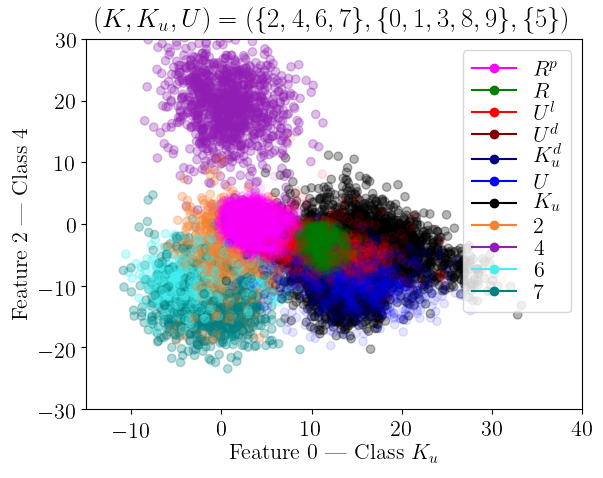 (K, K_u, U) = ({2, 4, 6, 7}, {0, 1, 3, 8, 9}, {5})
Feature 2 — Class 4
30
20
10
0
−10
−20
−30
−10
0
10
20
30
40
Feature 0 — Class K_u
R^p
R
U^l
U^d
K_u^d
U
K_u
2
4
6
7